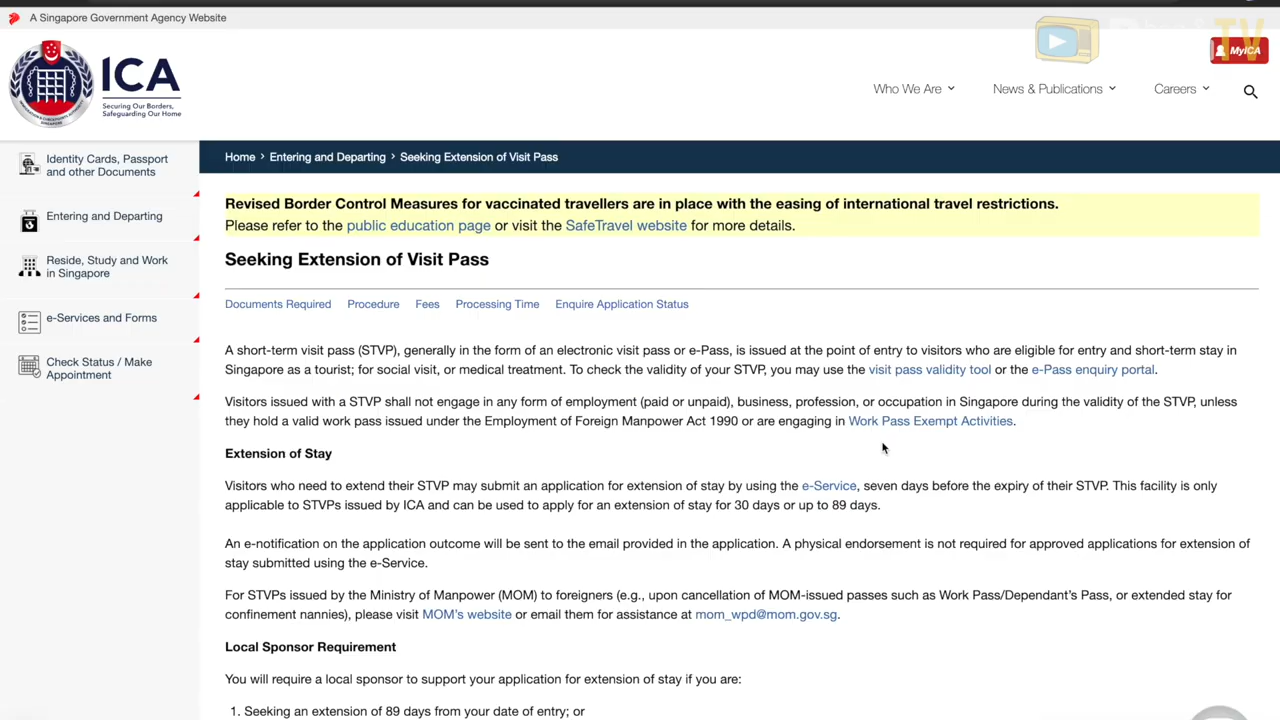 A Singapore Government Agency Website
TV
MyICA
ICA
Securing Our Borders,
Safeguarding Our Home
Who We Are
News & Publications
Careers
Identity Cards, Passport
and other Documents
Entering and Departing
Reside, Study and Work
in Singapore
e-Services and Forms
Check Status / Make
Appointment
Home > Entering and Departing > Seeking Extension of Visit Pass
Revised Border Control Measures for vaccinated travellers are in place with the easing of international travel restrictions.
Please refer to the public education page or visit the SafeTravel website for more details.
Seeking Extension of Visit Pass
Documents Required Procedure Fees Processing Time Enquire Application Status
A short-term visit pass (STVP), generally in the form of an electronic visit pass or e-Pass, is issued at the point of entry to visitors who are eligible for entry and short-term stay in
Singapore as a tourist; for social visit, or medical treatment. To check the validity of your STVP, you may use the visit pass validity tool or the e-Pass enquiry portal.
Visitors issued with a STVP shall not engage in any form of employment (paid or unpaid), business, profession, or occupation in Singapore during the validity of the STVP, unless
they hold a valid work pass issued under the Employment of Foreign Manpower Act 1990 or are engaging in Work Pass Exempt Activities.
Extension of Stay
Visitors who need to extend their STVP may submit an application for extension of stay by using the e-Service, seven days before the expiry of their STVP. This facility is only
applicable to STVPs issued by ICA and can be used to apply for an extension of stay for 30 days or up to 89 days.
An e-notification on the application outcome will be sent to the email provided in the application. A physical endorsement is not required for approved applications for extension of
stay submitted using the e-Service.
For STVPs issued by the Ministry of Manpower (MOM) to foreigners (e.g., upon cancellation of MOM-issued passes such as Work Pass/Dependant's Pass, or extended stay for
confinement nannies), please visit MOM's website or email them for assistance at mom_wpd@mom.gov.sg.
Local Sponsor Requirement
You will require a local sponsor to support your application for extension of stay if you are:
1. Seeking an extension of 89 days from your date of entry; or